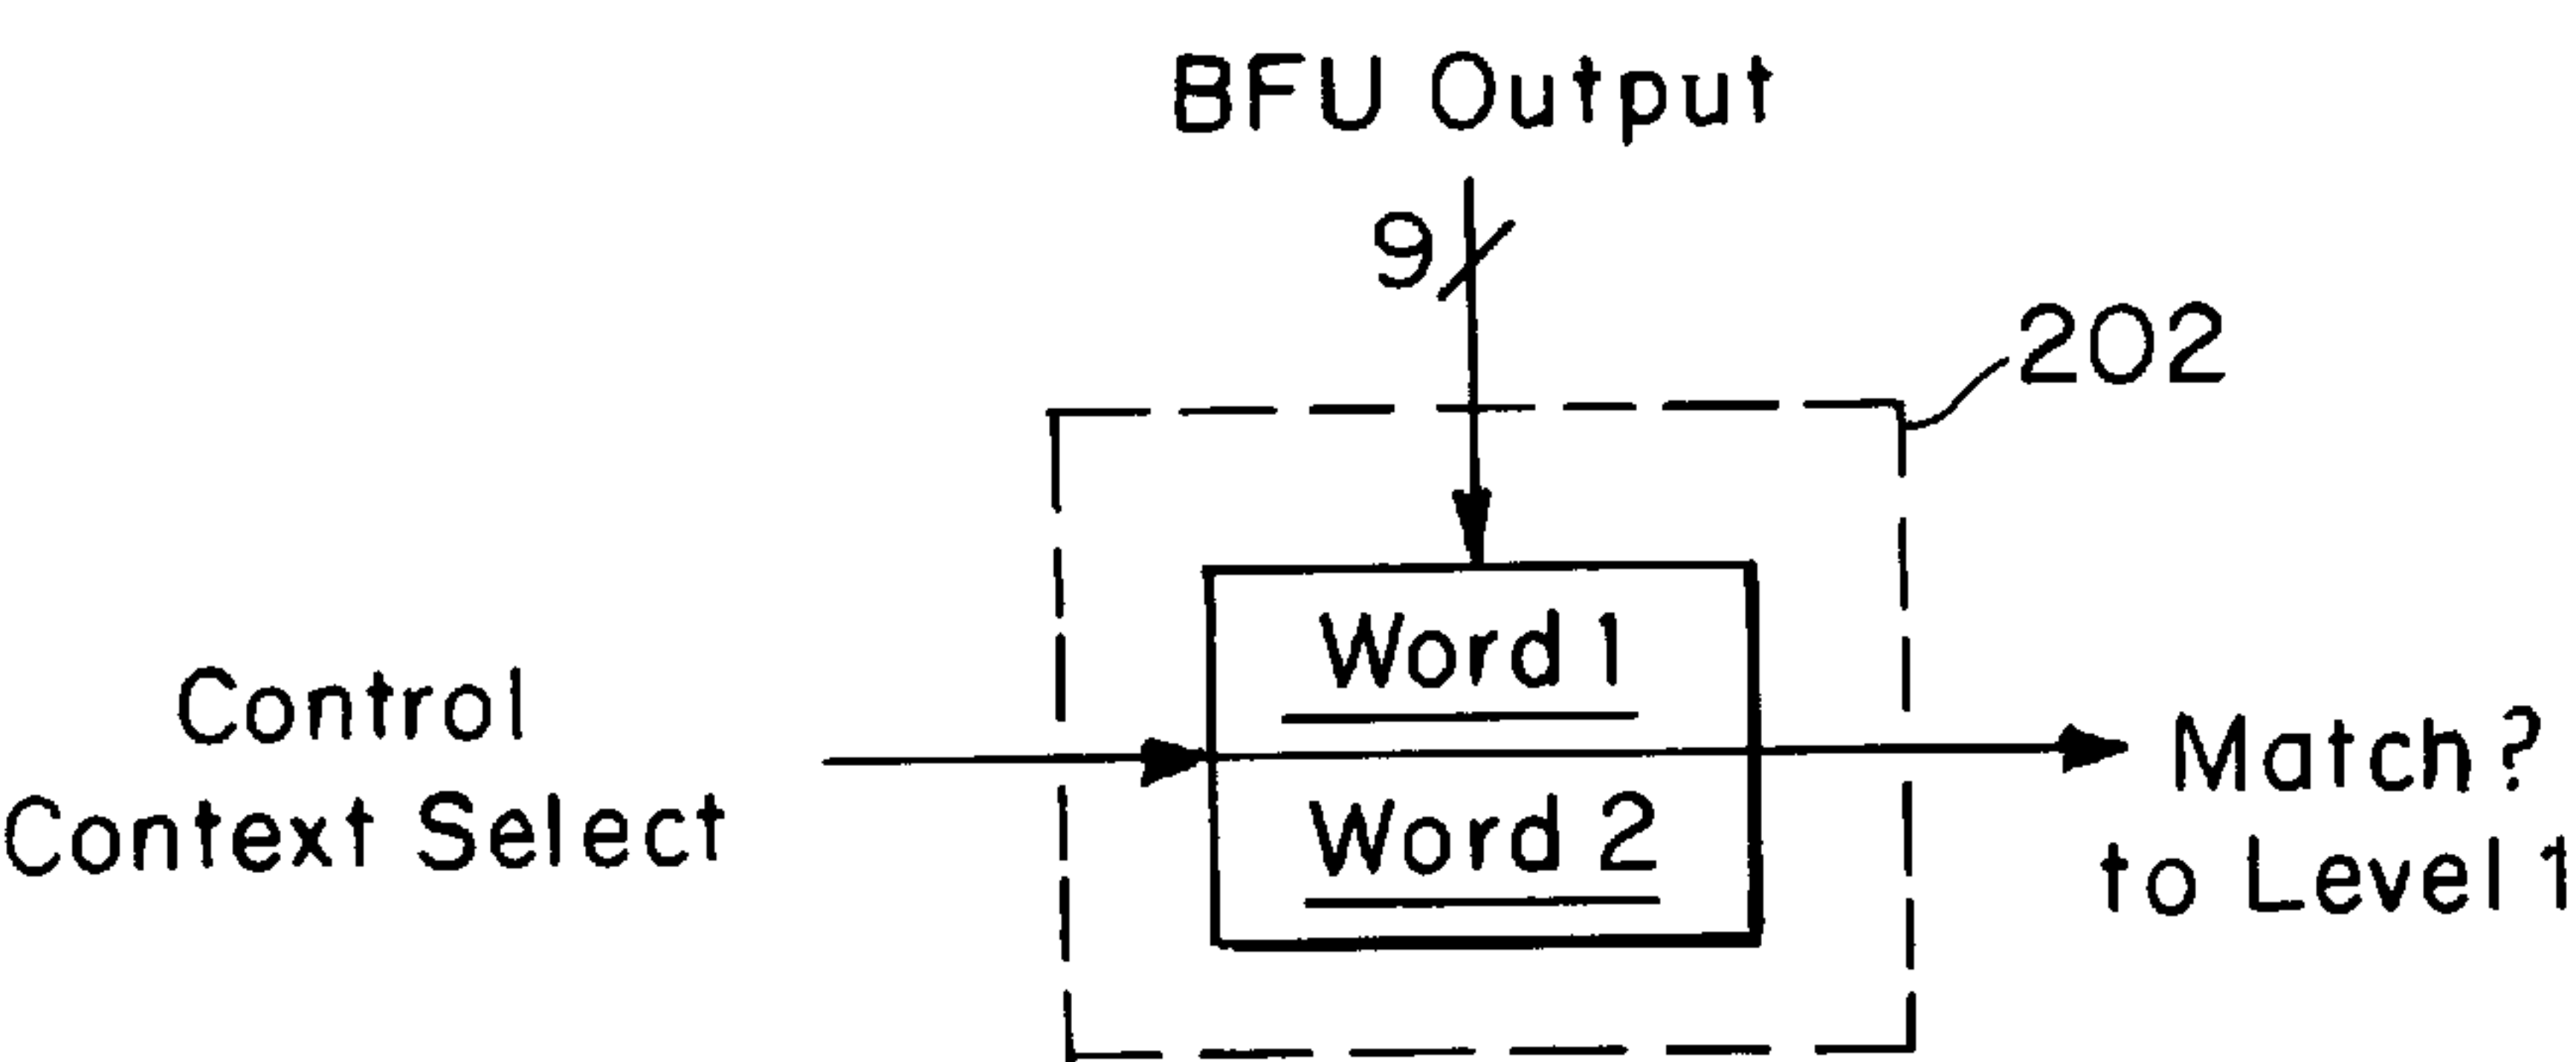 BFU Output
9
202
Word 1
Control
Context Select
Word 2
Match?
to Level 1